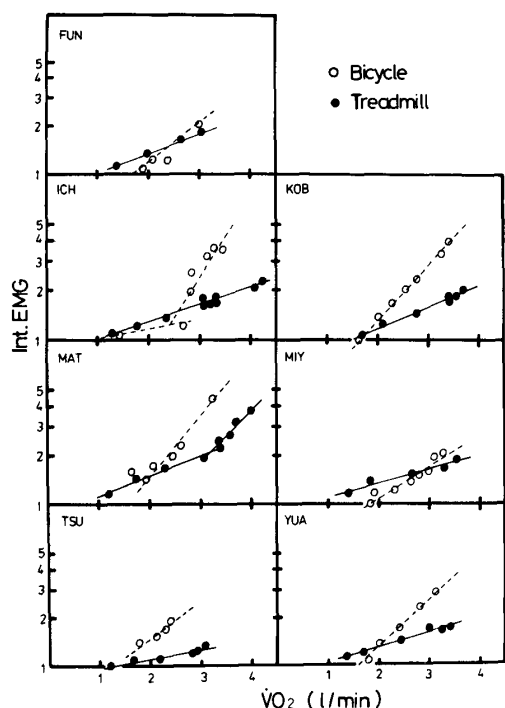 FUN
○ Bicycle
● Treadmill
5
4
3
2
1
ICH
KOB
5
4
3
2
1
Int. EMG
MAT
MIY
5
4
3
2
1
TSU
YUA
5
4
3
2
1
1 2 3 4
1 2 3 4
V̇O2 (l/min)